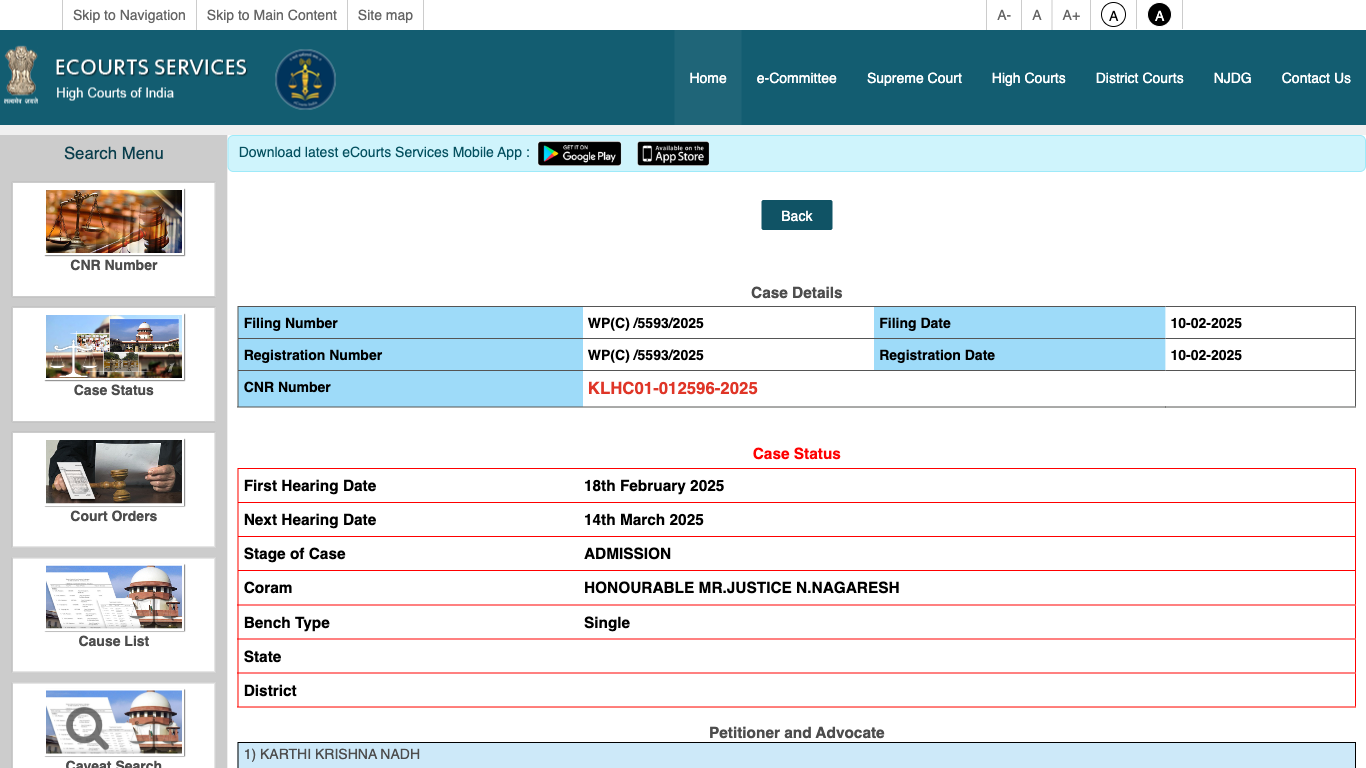 Skip to Navigation Skip to Main Content Site map A- A A+ A A
ECOURTS SERVICES
High Courts of India
Home e-Committee Supreme Court High Courts District Courts NJDG Contact Us
Search Menu
CNR Number
Case Status
Court Orders
Cause List
Caveat Search
Download latest eCourts Services Mobile App : GET IT ON Google Play Available on the App Store
Back
Case Details
Filing Number WP(C) /5593/2025 Filing Date 10-02-2025
Registration Number WP(C) /5593/2025 Registration Date 10-02-2025
CNR Number KLHC01-012596-2025
Case Status
First Hearing Date 18th February 2025
Next Hearing Date 14th March 2025
Stage of Case ADMISSION
Coram HONOURABLE MR.JUSTICE N.NAGARESH
Bench Type Single
State
District
Petitioner and Advocate
1) KARTHI KRISHNA NADH